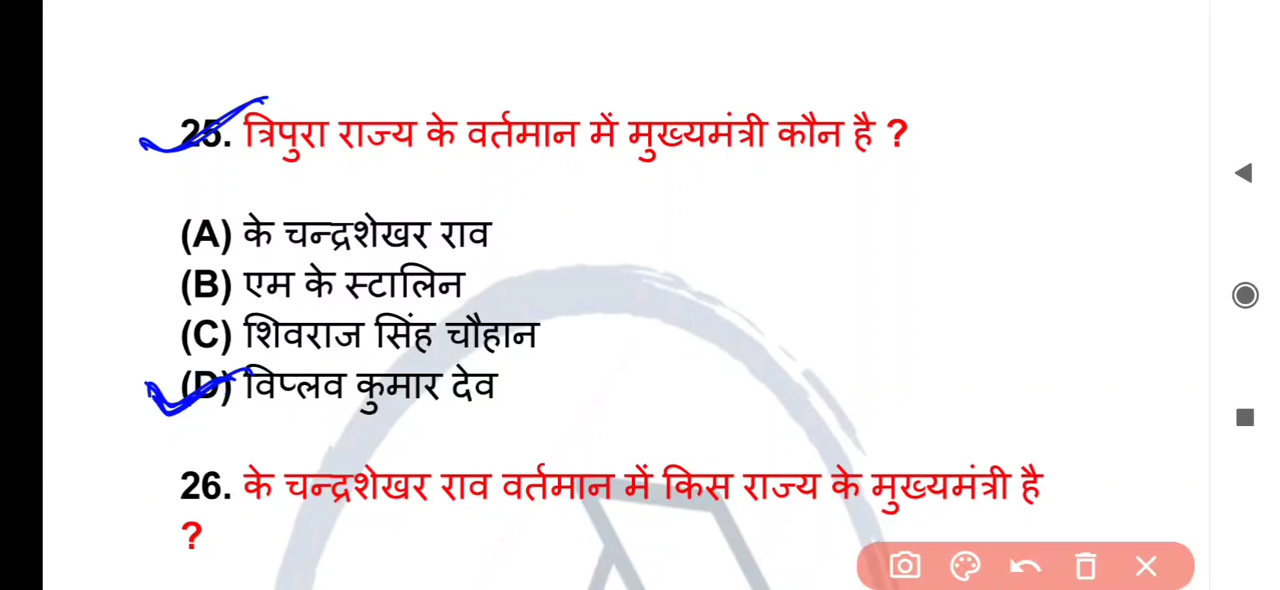 25. त्रिपुरा राज्य के वर्तमान में मुख्यमंत्री कौन है ?
(A) के चन्द्रशेखर राव
(B) एम के स्टालिन
(C) शिवराज सिंह चौहान
(D) विप्लव कुमार देव
26. के चन्द्रशेखर राव वर्तमान में किस राज्य के मुख्यमंत्री है
?